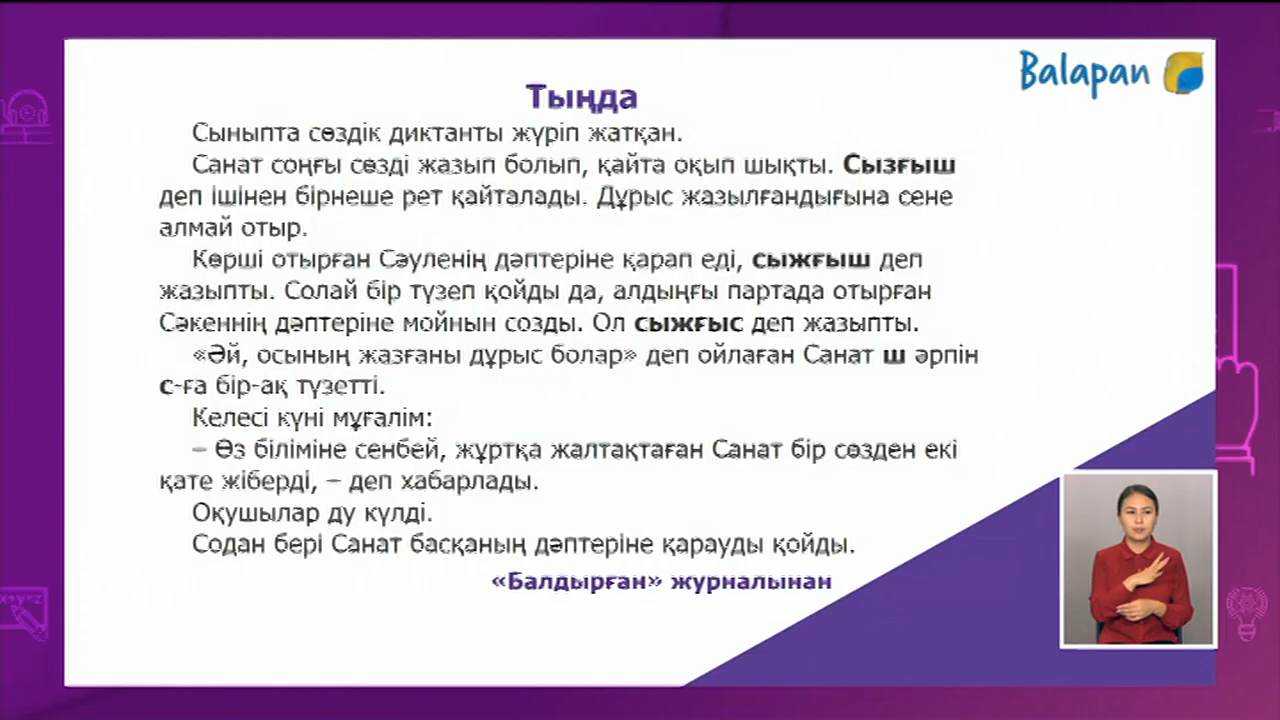 Balapan
Тыңда
Сыныпта сөздік диктанты жүріп жатқан.
Санат соңғы сөзді жазып болып, қайта оқып шықты. Сызғыш
деп ішінен бірнеше рет қайталады. Дұрыс жазылғандығына сене
алмай отыр.
Көрші отырған Сәуленің дәптеріне қарап еді, сыжғыш деп
жазыпты. Солай бір түзеп қойды да, алдыңғы партада отырған
Сәкеннің дәптеріне мойнын созды. Ол сыжғыс деп жазыпты.
«Әй, осының жазғаны дұрыс болар» деп ойлаған Санат ш әрпін
с-ға бір-ақ түзетті.
Келесі күні мұғалім:
– Өз біліміне сенбей, жұртқа жалтақтаған Санат бір сөзден екі
қате жіберді, – деп хабарлады.
Оқушылар ду күлді.
Содан бері Санат басқаның дәптеріне қарауды қойды.
«Балдырған» журналынан